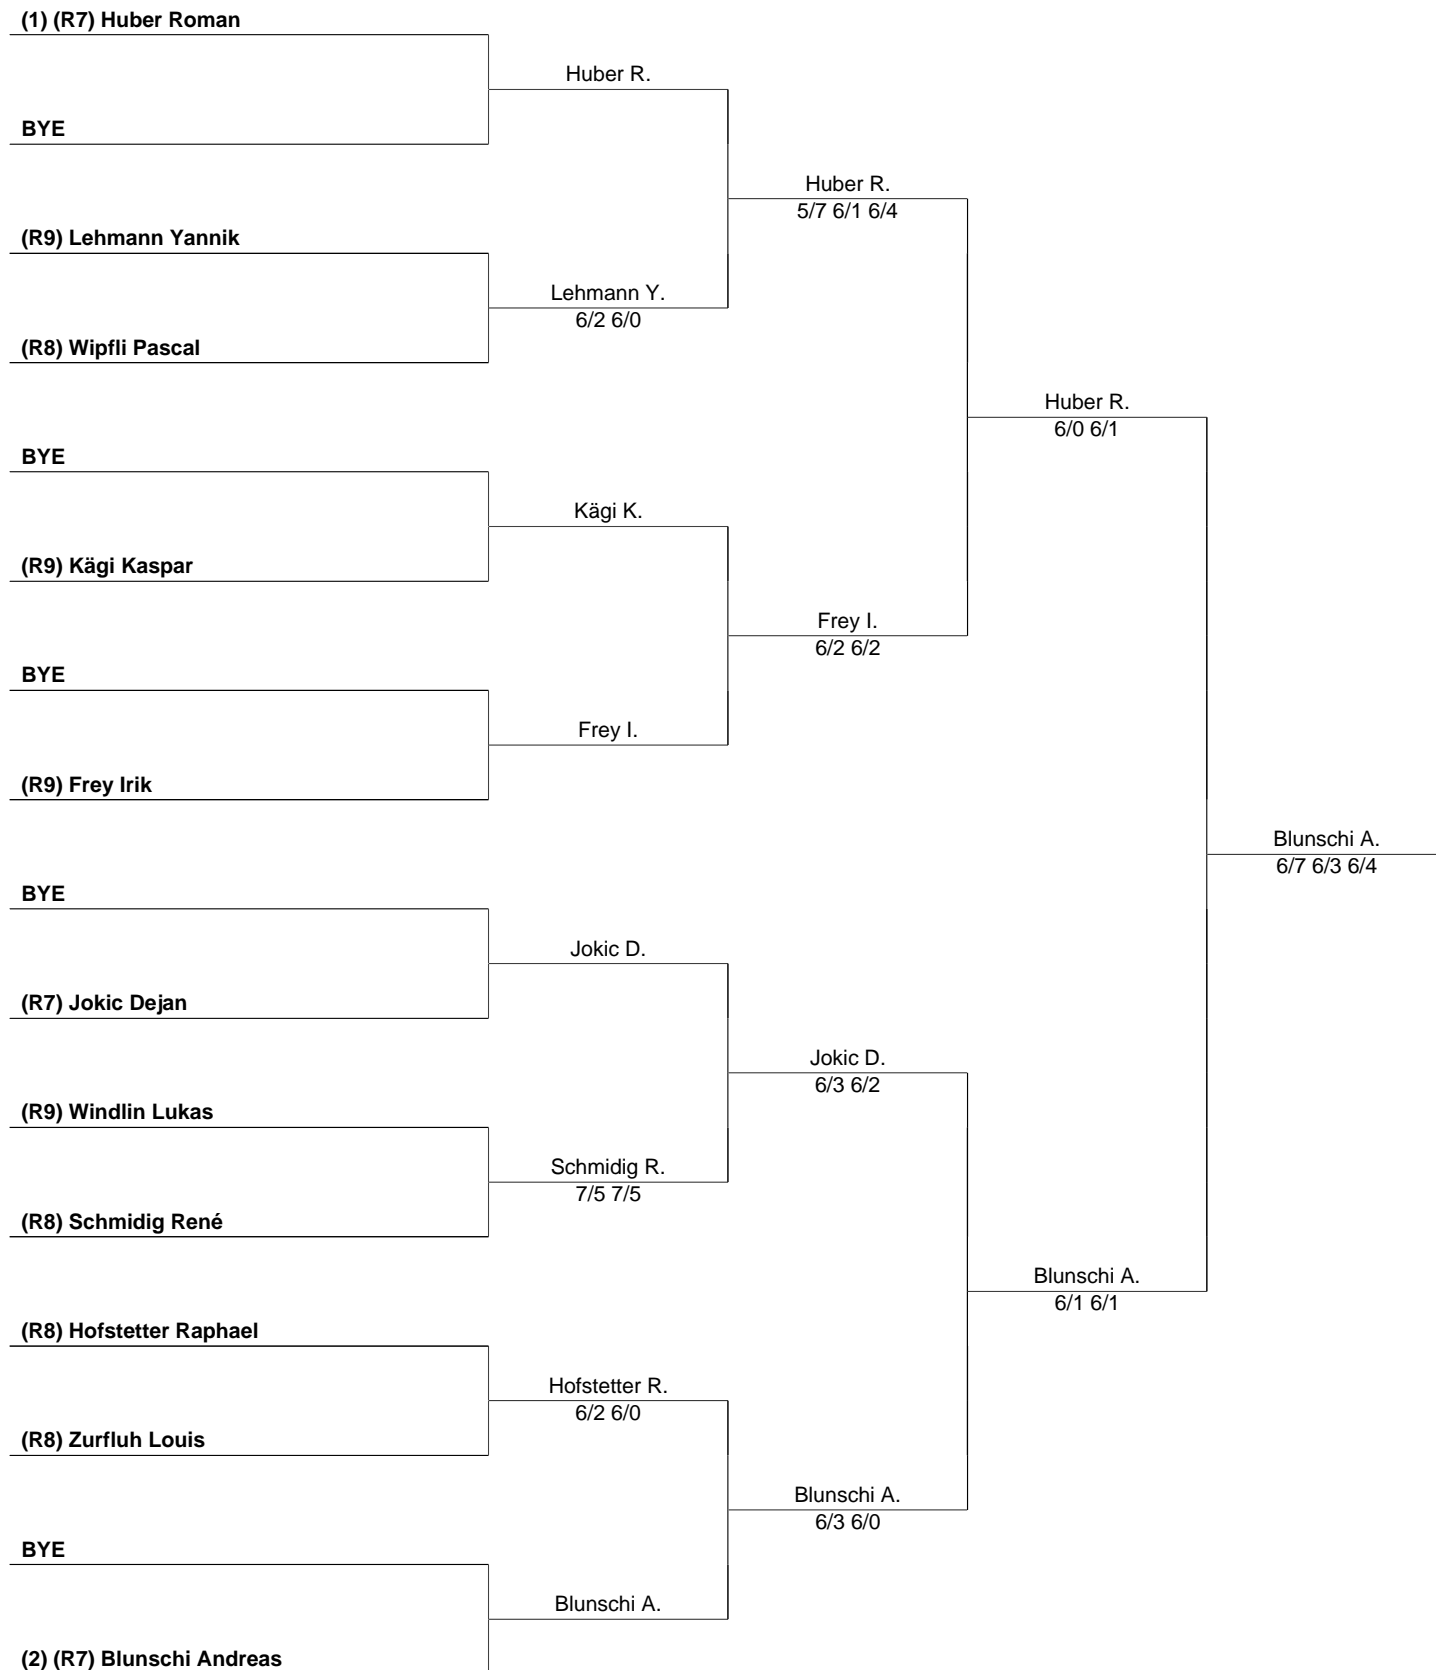 (1) (R7) Huber Roman
Huber R.
BYE
Huber R.
5/7 6/1 6/4
(R9) Lehmann Yannik
Lehmann Y.
6/2 6/0
(R8) Wipfli Pascal
Huber R.
6/0 6/1
BYE
Kägi K.
(R9) Kägi Kaspar
Frey I.
6/2 6/2
BYE
Frey I.
(R9) Frey Irik
Blunschi A.
6/7 6/3 6/4
BYE
Jokic D.
(R7) Jokic Dejan
Jokic D.
6/3 6/2
(R9) Windlin Lukas
Schmidig R.
7/5 7/5
(R8) Schmidig René
Blunschi A.
6/1 6/1
(R8) Hofstetter Raphael
Hofstetter R.
6/2 6/0
(R8) Zurfluh Louis
Blunschi A.
6/3 6/0
BYE
Blunschi A.
(2) (R7) Blunschi Andreas